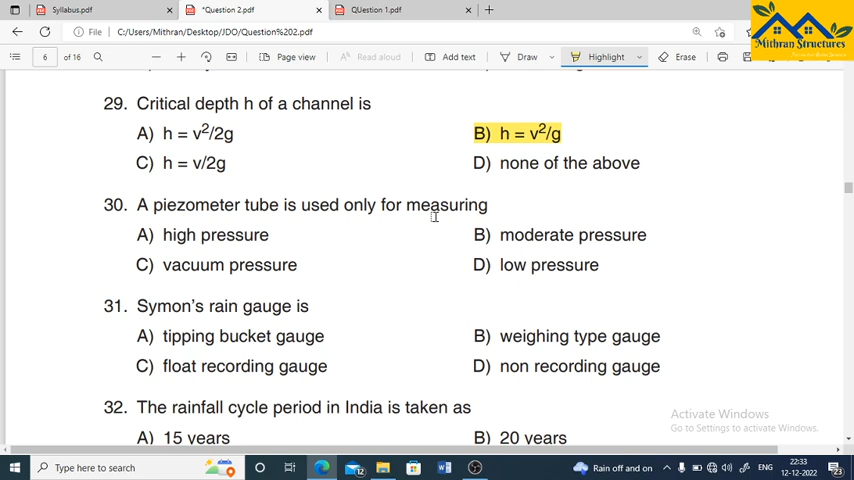 Syllabus.pdf
*Question 2.pdf
QUestion 1.pdf
File
C:/Users/Mithran/Desktop/JDO/Question%202.pdf
Mithran Structures
6 of 16
Page view
Read aloud
Add text
Draw
Highlight
Erase
29. Critical depth h of a channel is
A) h = v²/2g
B) h = v²/g
C) h = v/2g
D) none of the above
30. A piezometer tube is used only for measuring
A) high pressure
B) moderate pressure
C) vacuum pressure
D) low pressure
31. Symon's rain gauge is
A) tipping bucket gauge
B) weighing type gauge
C) float recording gauge
D) non recording gauge
32. The rainfall cycle period in India is taken as
A) 15 years
B) 20 years
Activate Windows
Go to Settings to activate Windows.
Type here to search
12
Rain off and on
ENG
22:33
12-12-2022
23